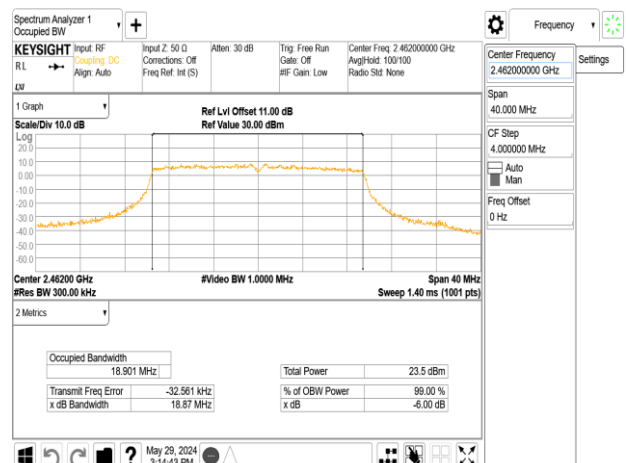 Spectrum Analyzer 1
Occupied BW
Frequency
KEYSIGHT
RL
Input: RF
Coupling: DC
Align: Auto
Input Z: 50 Ω
Corrections: Off
Freq Ref: Int (S)
Atten: 30 dB
Trig: Free Run
Gate: Off
#IF Gain: Low
Center Freq: 2.462000000 GHz
Avg|Hold: 100/100
Radio Std: None
Center Frequency
2.462000000 GHz
Settings
Span
40.000 MHz
CF Step
4.000000 MHz
Auto
Man
Freq Offset
0 Hz
1 Graph
Scale/Div 10.0 dB
Ref Lvl Offset 11.00 dB
Ref Value 30.00 dBm
Log
20.0
10.0
0.00
-10.0
-20.0
-30.0
-40.0
-50.0
-60.0
Center 2.46200 GHz
#Res BW 300.00 kHz
#Video BW 1.0000 MHz
Span 40 MHz
Sweep 1.40 ms (1001 pts)
2 Metrics
Occupied Bandwidth
18.901 MHz
Transmit Freq Error -32.561 kHz
x dB Bandwidth 18.87 MHz
Total Power 23.5 dBm
% of OBW Power 99.00 %
x dB -6.00 dB
?
May 29, 2024
3:14:43 PM